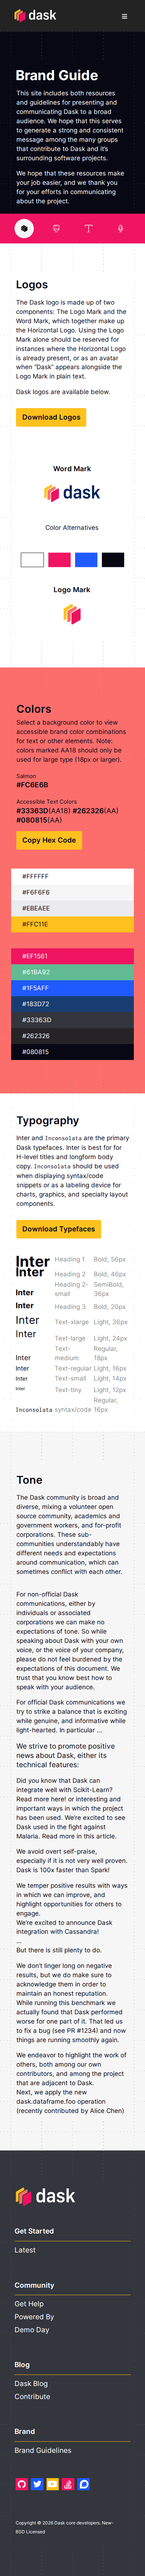 dask
Brand Guide
This site includes both resources
and guidelines for presenting and
communicating Dask to a broad
audience. We hope that this serves
to generate a strong and consistent
message among the many groups
that contribute to Dask and it's
surrounding software projects.
We hope that these resources make
your job easier, and we thank you
for your efforts in contributing
about the project.
Logos
The Dask logo is made up of two
components: The Logo Mark and the
Word Mark, which together make up
the Horizontal Logo. Using the Logo
Mark alone should be reserved for
instances where the Horizontal Logo
is already present, or as an avatar
when "Dask" appears alongside the
Logo Mark in plain text.
Dask logos are available below.
Download Logos
Word Mark
dask
Color Alternatives
Logo Mark
Colors
Select a background color to view
accessible brand color combinations
for text or other elements. Note:
colors marked AA18 should only be
used for large type (18px or larger).
Salmon
#FC6E6B
Accessible Text Colors
#33363D(AA18) #262326(AA)
#080815(AA)
Copy Hex Code
#FFFFFF
#F6F6F6
#EBEAEE
#FFC11E
#EF1561
#61BA92
#1F5AFF
#183D72
#33363D
#262326
#080815
Typography
Inter and Inconsolata are the primary
Dask typefaces. Inter is best for for
H-level titles and longform body
copy. Inconsolata should be used
when displaying syntax/code
snippets or as a labeling device for
charts, graphics, and specialty layout
components.
Download Typefaces
Inter Heading 1 Bold, 56px
Inter Heading 2 Bold, 46px
Inter Heading 2-small SemiBold, 36px
Inter Heading 3 Bold, 20px
Inter Text-xlarge Light, 36px
Inter Text-large Light, 24px
Inter Text-medium Regular, 18px
Inter Text-regular Light, 16px
Inter Text-small Light, 14px
Inter Text-tiny Light, 12px
Inconsolata syntax/code Regular, 16px
Tone
The Dask community is broad and
diverse, mixing a volunteer open
source community, academics and
government workers, and for-profit
corporations. These sub-
communities understandably have
different needs and expectations
around communication, which can
sometimes conflict with each other.
For non-official Dask
communications, either by
individuals or associated
corporations we can make no
expectations of tone. So while
speaking about Dask with your own
voice, or the voice of your company,
please do not feel burdened by the
expectations of this document. We
trust that you know best how to
speak with your audience.
For official Dask communications we
try to strike a balance that is exciting
while genuine, and informative while
light-hearted. In particular ...
We strive to promote positive
news about Dask, either its
technical features:
Did you know that Dask can
integrate well with Scikit-Learn?
Read more here! or interesting and
important ways in which the project
has been used. We're excited to see
Dask used in the fight against
Malaria. Read more in this article.
We avoid overt self-praise,
especially if it is not very well proven.
Dask is 100x faster than Spark!
We temper positive results with ways
in which we can improve, and
highlight opportunities for others to
engage.
We're excited to announce Dask
integration with Cassandra!
...
But there is still plenty to do.
We don't linger long on negative
results, but we do make sure to
acknowledge them in order to
maintain an honest reputation.
While running this benchmark we
actually found that Dask performed
worse for one part of it. That led us
to fix a bug (see PR #1234) and now
things are running smoothly again.
We endeavor to highlight the work of
others, both among our own
contributors, and among the project
that are adjacent to Dask.
Next, we apply the new
dask.dataframe.foo operation
(recently contributed by Alice Chen)
dask
Get Started
Latest
Community
Get Help
Powered By
Demo Day
Blog
Dask Blog
Contribute
Brand
Brand Guidelines
Copyright © 2026 Dask core developers. New-
BSD Licensed